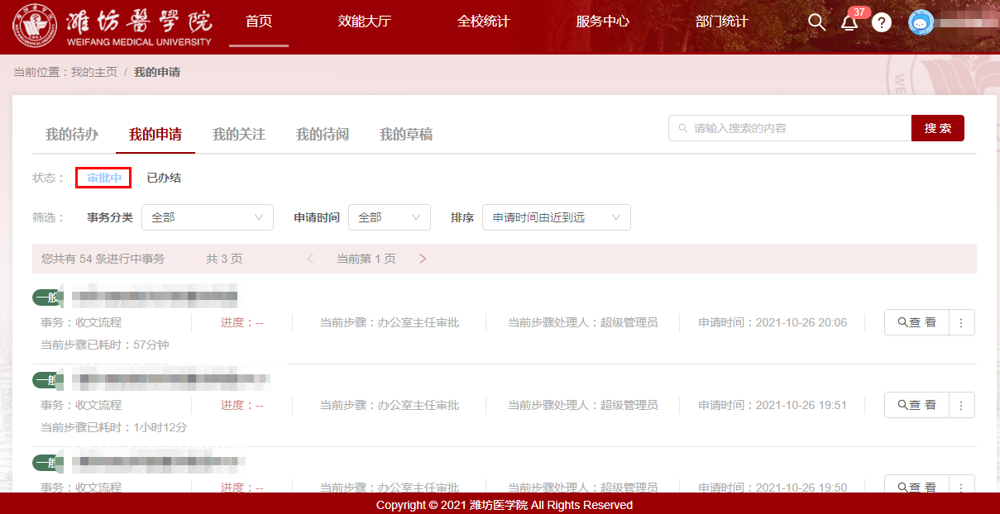 潍坊醫學院
WEIFANG MEDICAL UNIVERSITY
首页 效能大厅 全校统计 服务中心 部门统计 37
当前位置：我的主页 / 我的申请
我的待办 我的申请 我的关注 我的待阅 我的草稿 请输入搜索的内容 搜 索
状态： 审批中 已办结
筛选： 事务分类 全部 申请时间 全部 排序 申请时间由近到远
您共有 54 条进行中事务 共 3 页 < 当前第 1 页 >
一般
事务：收文流程 进度：-- 当前步骤：办公室主任审批 当前步骤处理人：超级管理员 申请时间：2021-10-26 20:06 查 看
当前步骤已耗时：57分钟
一般
事务：收文流程 进度：-- 当前步骤：办公室主任审批 当前步骤处理人：超级管理员 申请时间：2021-10-26 19:51 查 看
当前步骤已耗时：1小时12分
一般
事务：收文流程 进度：-- 当前步骤：办公室主任审批 当前步骤处理人：超级管理员 申请时间：2021-10-26 19:50 查 看
Copyright © 2021 潍坊医学院 All Rights Reserved